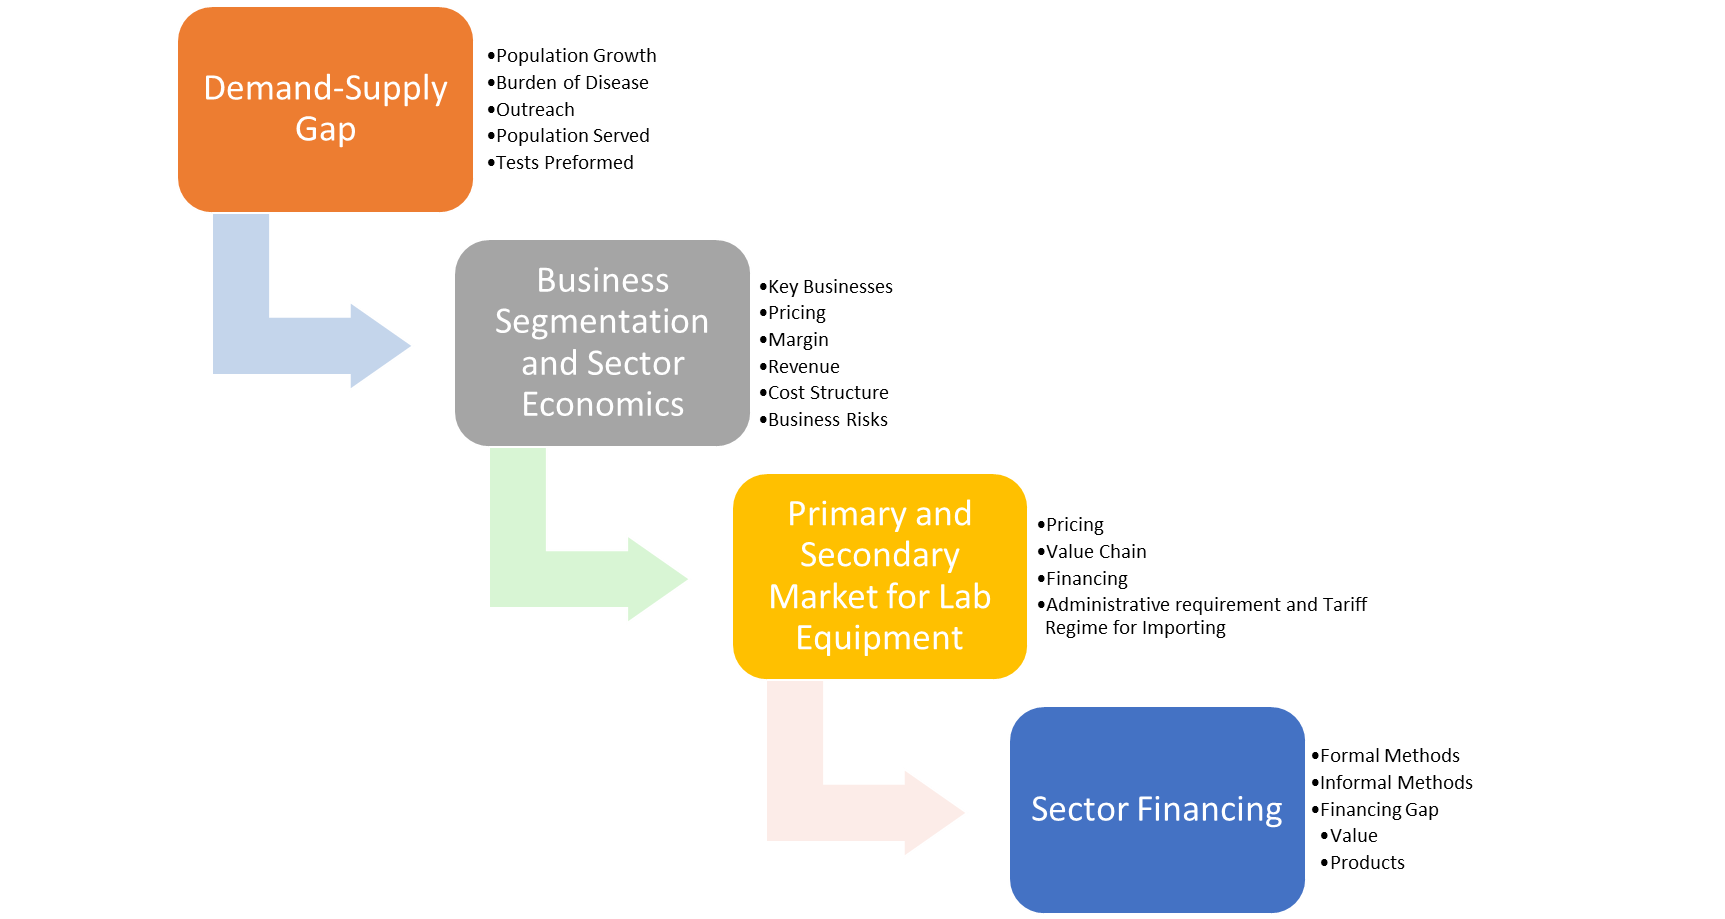 Demand-Supply
Gap
•Population Growth
•Burden of Disease
•Outreach
•Population Served
•Tests Preformed
Business
Segmentation
and Sector
Economics
•Key Businesses
•Pricing
•Margin
•Revenue
•Cost Structure
•Business Risks
Primary and
Secondary
Market for Lab
Equipment
•Pricing
•Value Chain
•Financing
•Administrative requirement and Tariff
Regime for Importing
Sector Financing
•Formal Methods
•Informal Methods
•Financing Gap
•Value
•Products